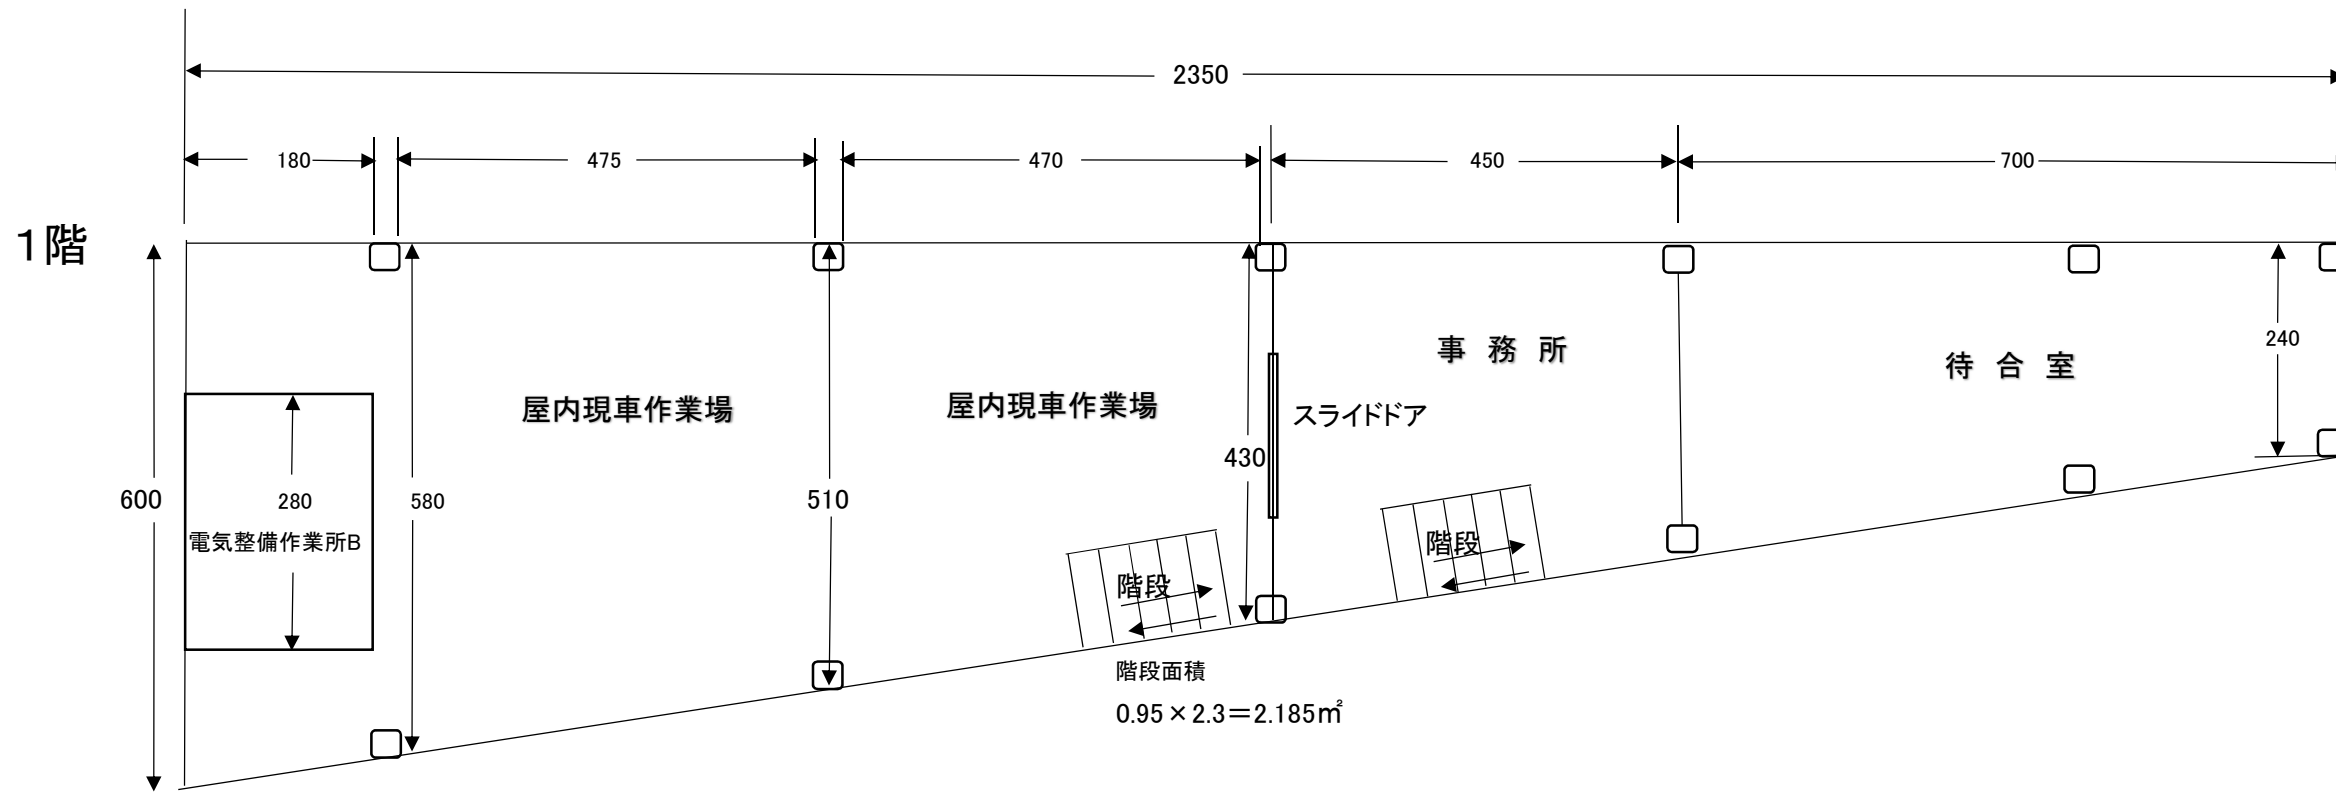 2350
180
475
470
450
700
1階
240
事 務 所
待 合 室
屋内現車作業場
屋内現車作業場
スライドドア
430
600
280
580
510
電気整備作業所B
階段
階段
階段面積
0.95×2.3=2.185㎡